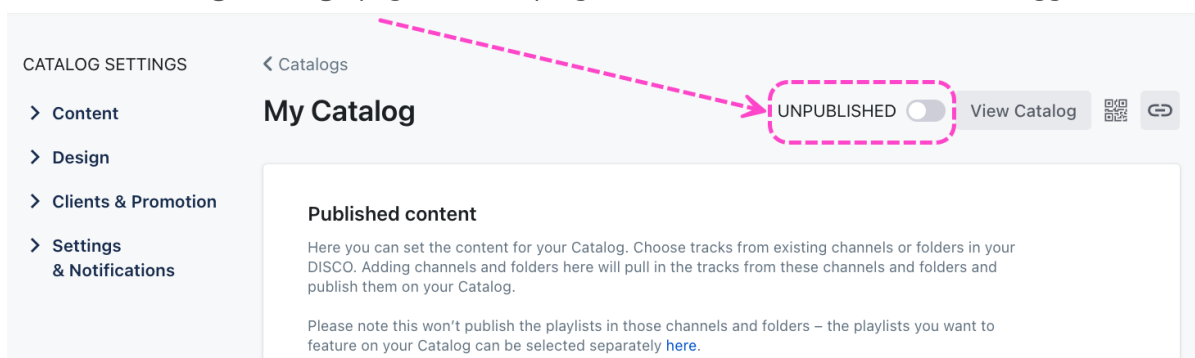 CATALOG SETTINGS
Content
Design
Clients & Promotion
Settings
& Notifications
Catalogs
My Catalog
UNPUBLISHED
View Catalog
Published content
Here you can set the content for your Catalog. Choose tracks from existing channels or folders in your
DISCO. Adding channels and folders here will pull in the tracks from these channels and folders and
publish them on your Catalog.
Please note this won't publish the playlists in those channels and folders – the playlists you want to
feature on your Catalog can be selected separately here.